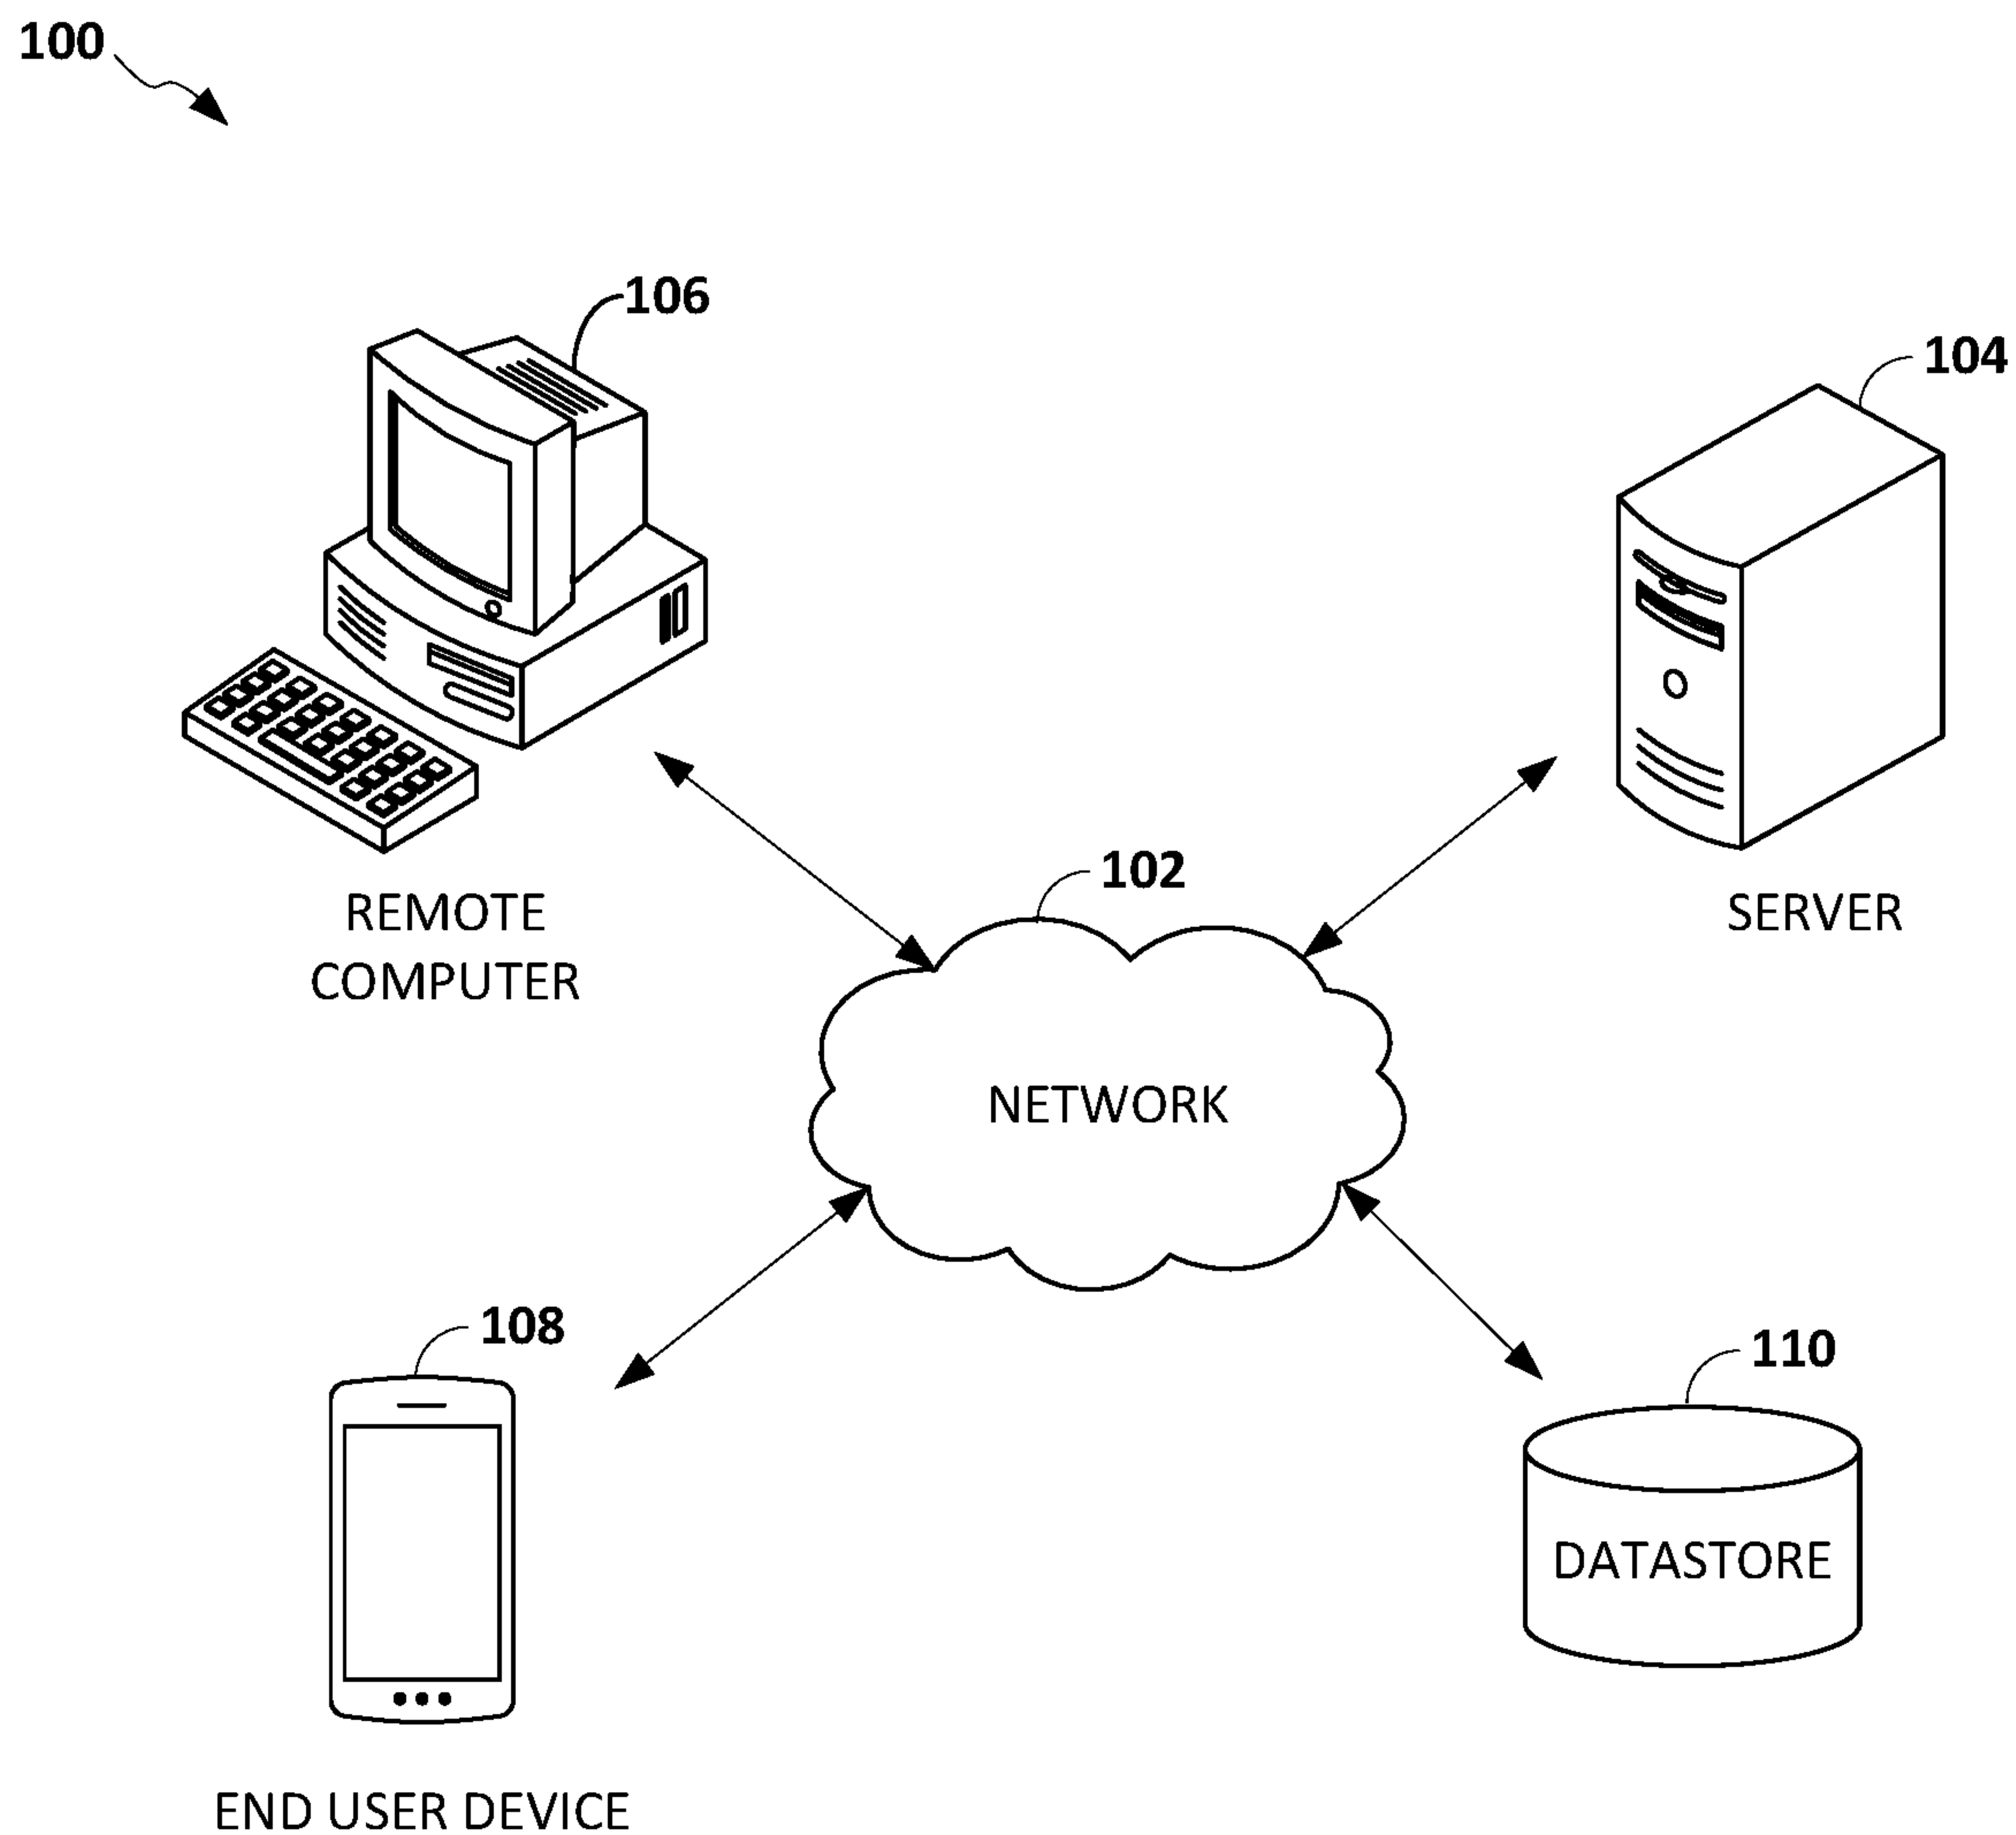 100
106
104
REMOTE
COMPUTER
SERVER
102
NETWORK
108
END USER DEVICE
110
DATASTORE